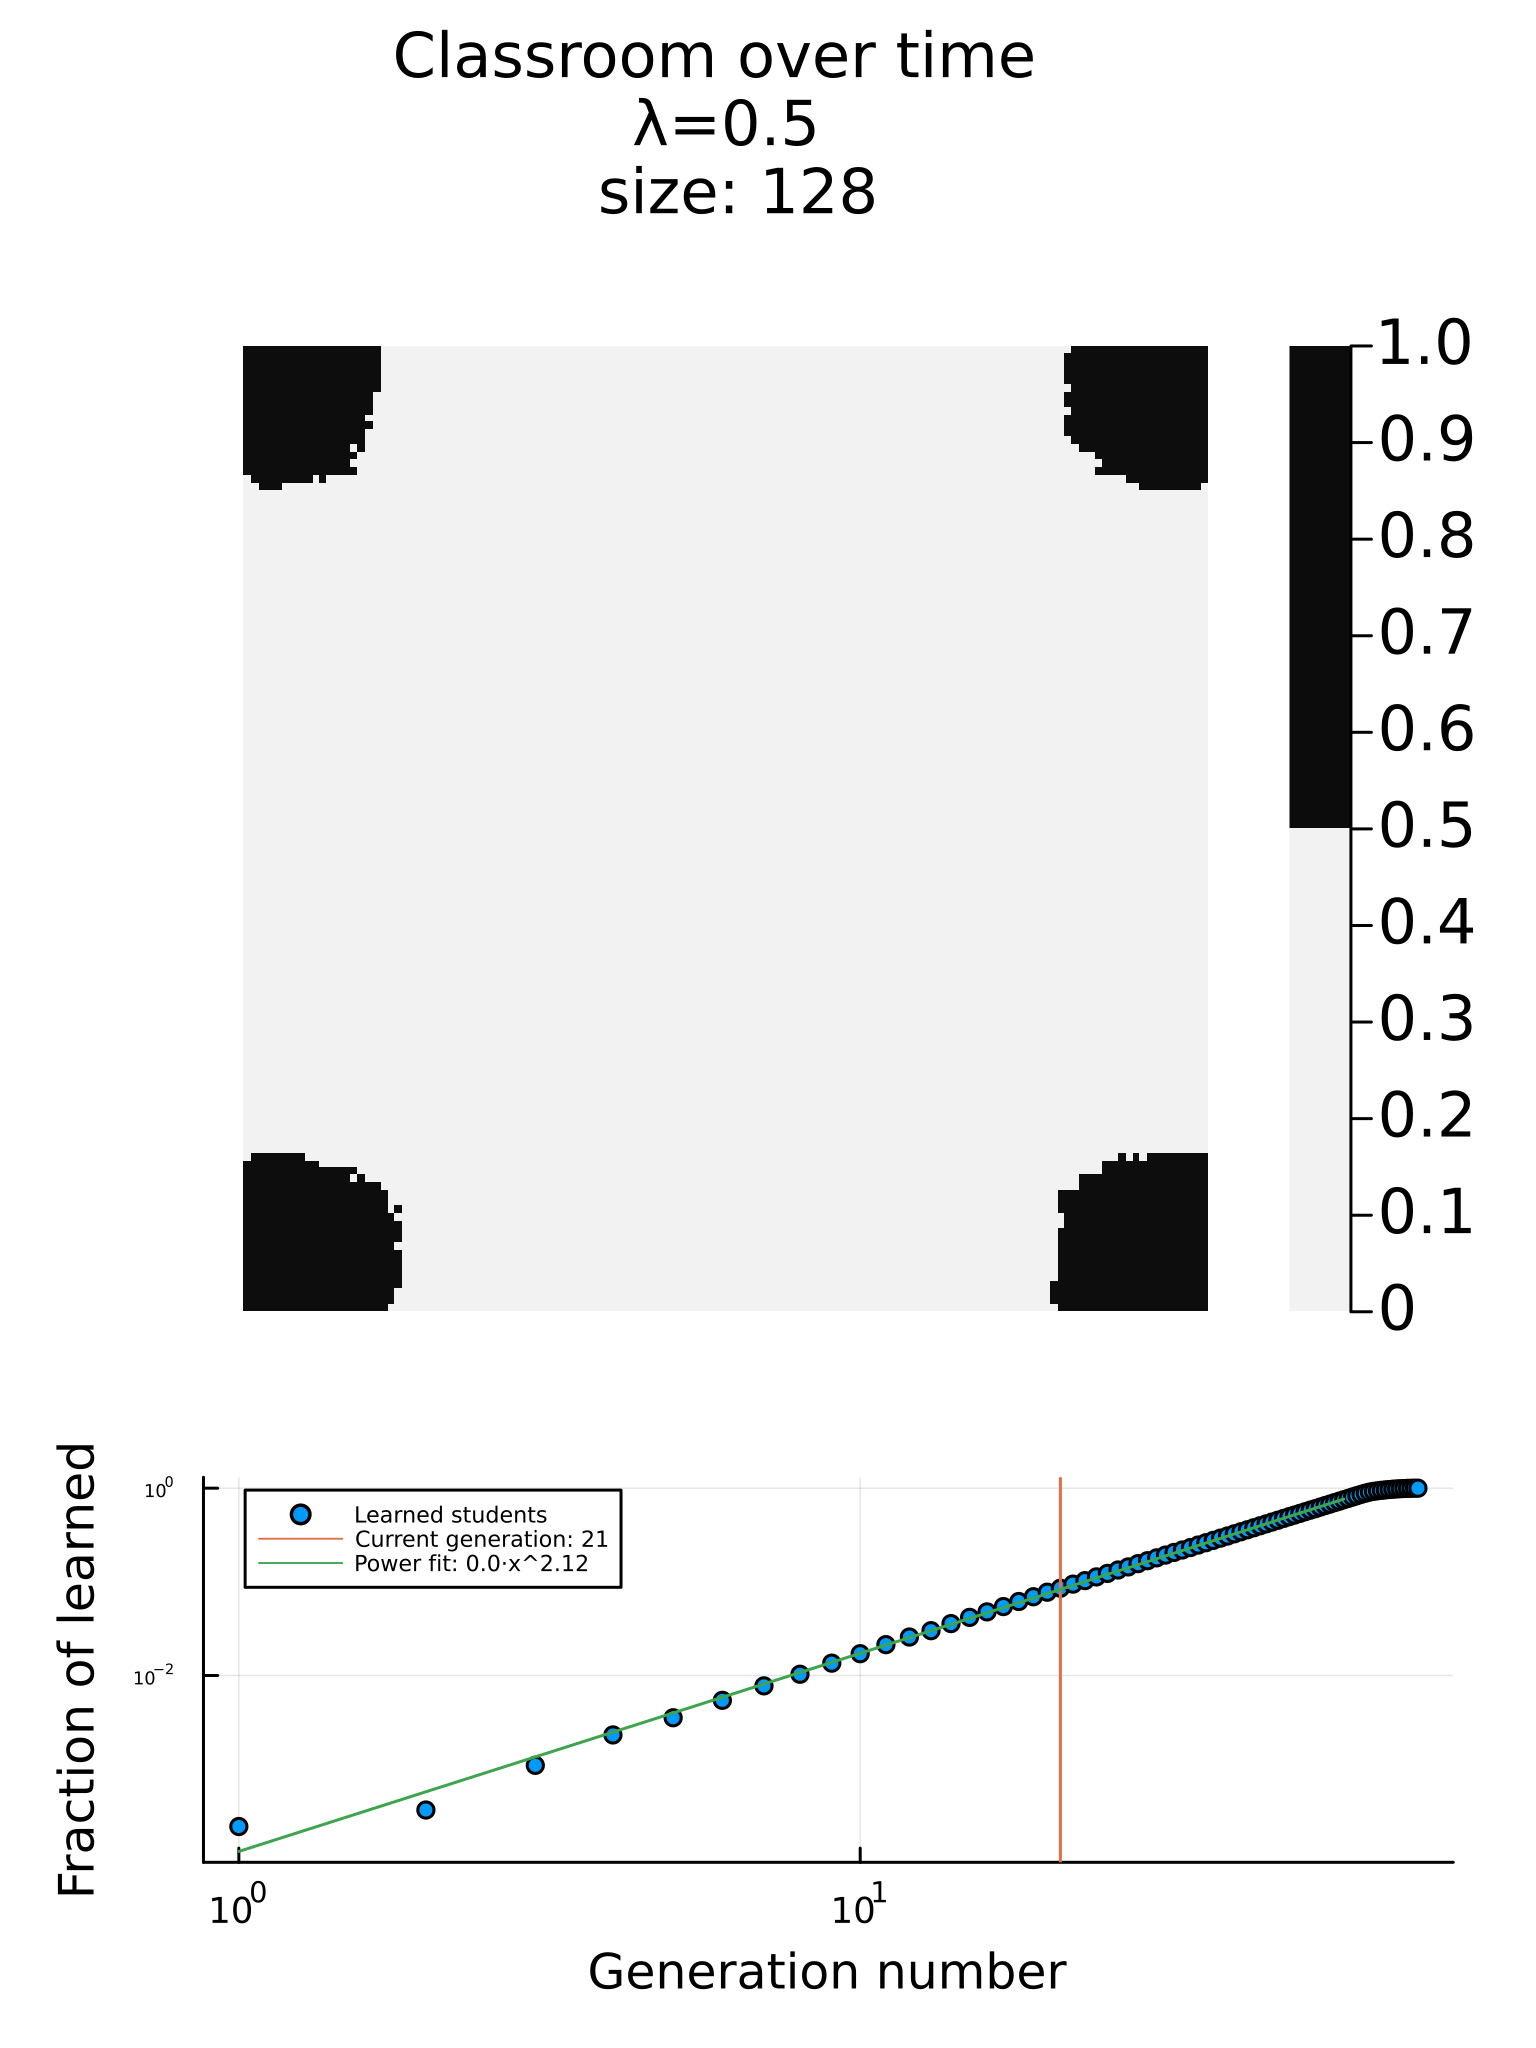 Classroom over time
λ=0.5
size: 128
1.0
0.9
0.8
0.7
0.6
0.5
0.4
0.3
0.2
0.1
0
Fraction of learned
10^0
10^-2
Learned students
Current generation: 21
Power fit: 0.0·x^2.12
10^0
10^1
Generation number